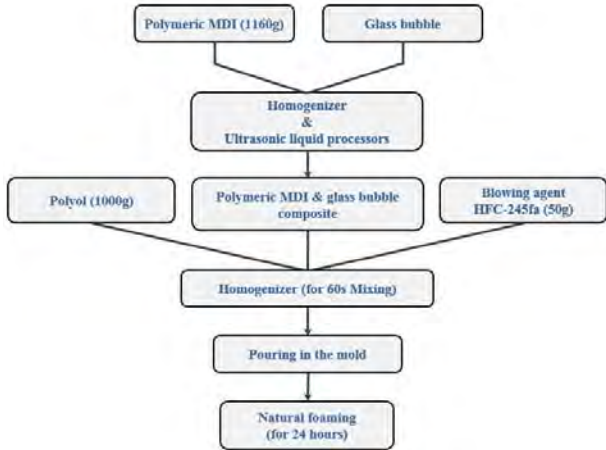 Polymeric MDI (1160g)
Glass bubble
Homogenizer
&
Ultrasonic liquid processors
Polyol (1000g)
Polymeric MDI & glass bubble
composite
Blowing agent
HFC-245fa (50g)
Homogenizer (for 60s Mixing)
Pouring in the mold
Natural foaming
(for 24 hours)